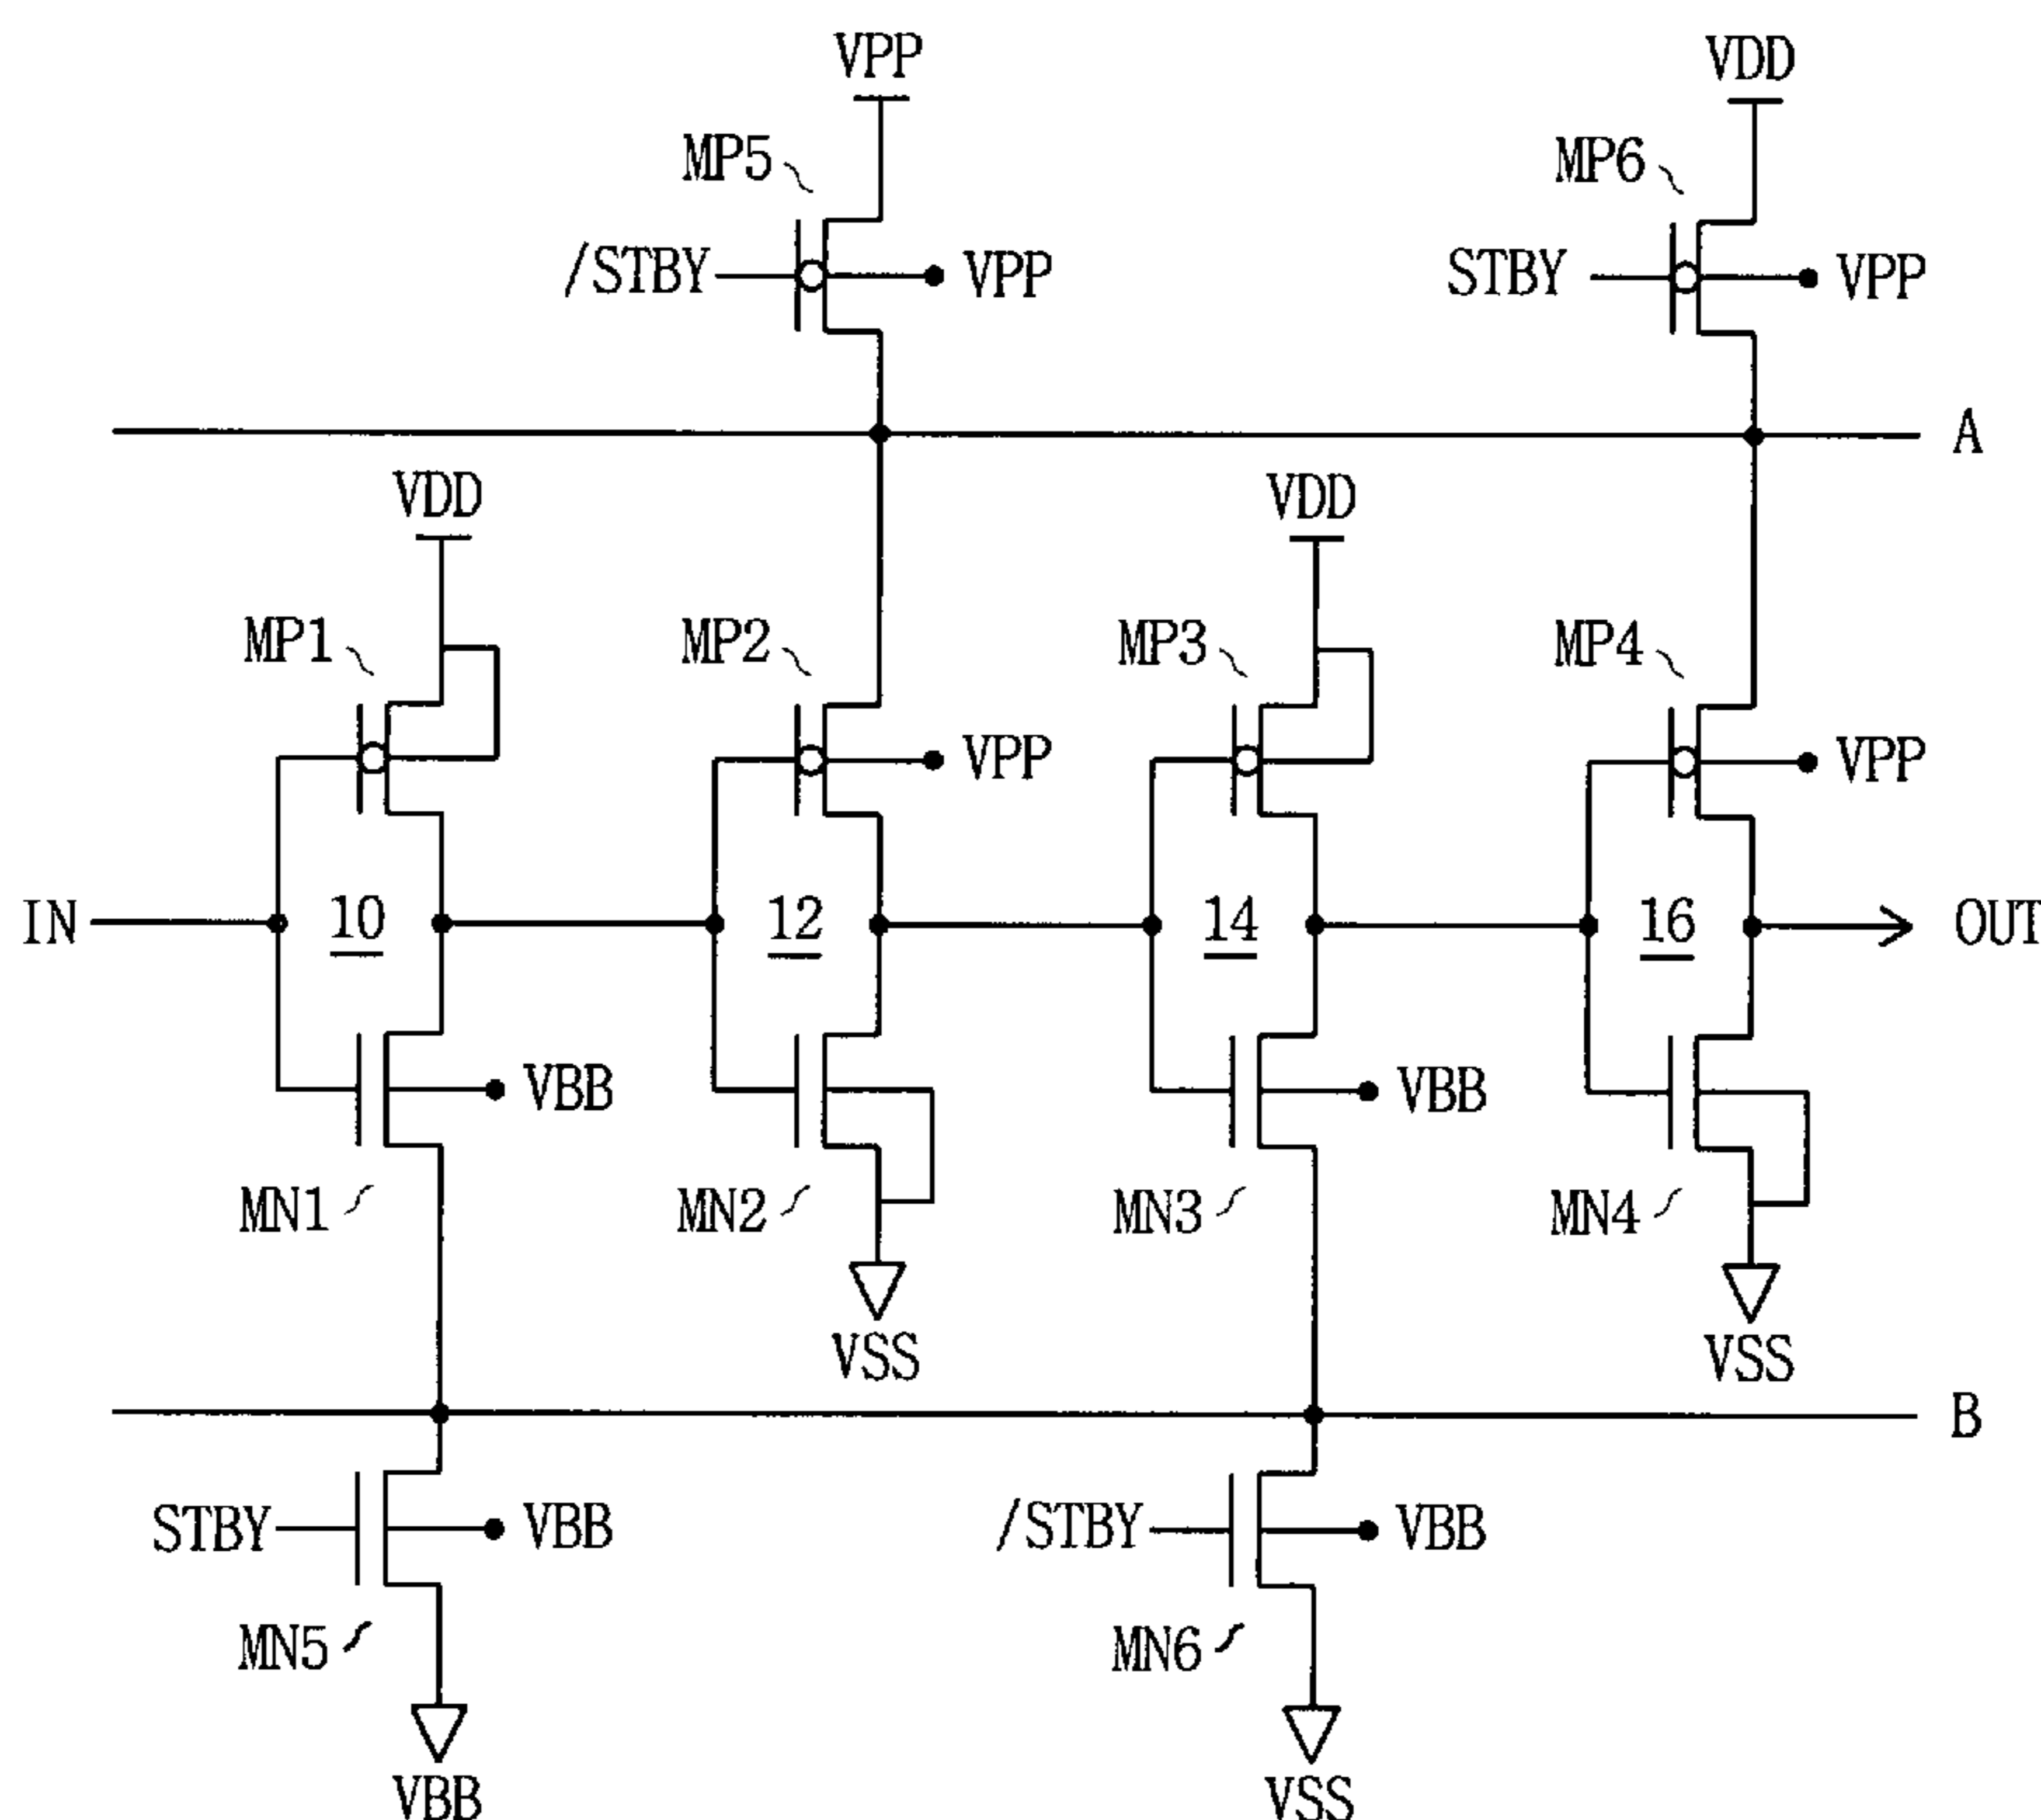 VPP
VDD
MP5
MP6
/STBY
VPP
STBY
VPP
A
VDD
VDD
MP1
MP2
MP3
MP4
VPP
VPP
IN
10
12
14
16
OUT
VBB
VBB
MN1
MN2
MN3
MN4
VSS
VSS
B
STBY
VBB
/STBY
VBB
MN5
MN6
VBB
VSS